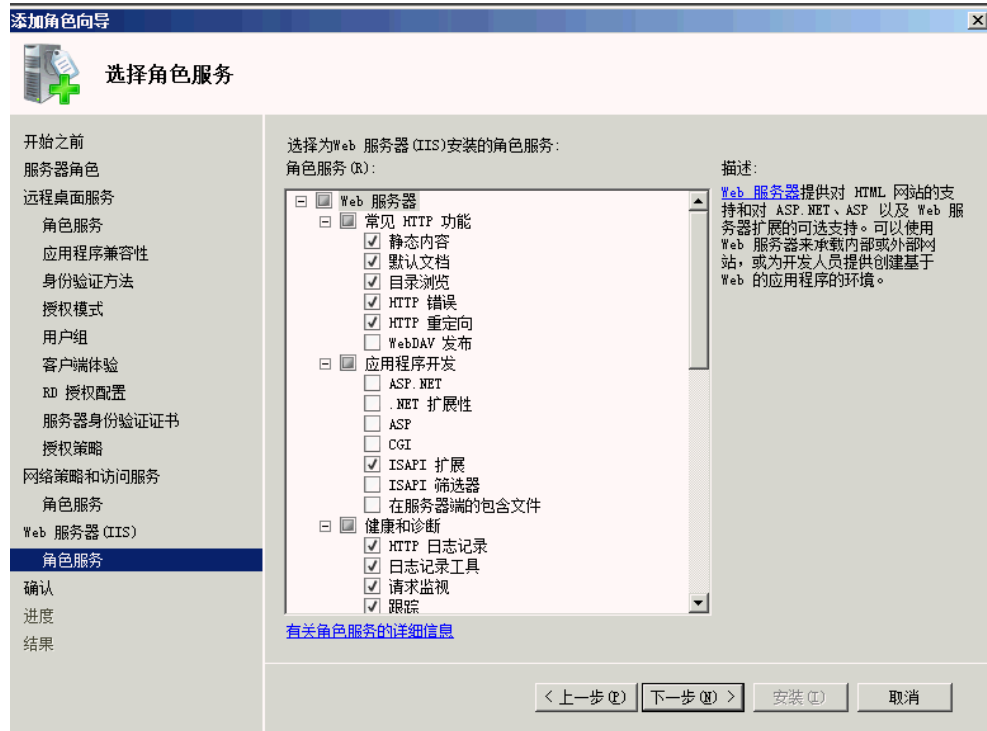 添加角色向导
选择角色服务
开始之前
服务器角色
远程桌面服务
角色服务
应用程序兼容性
身份验证方法
授权模式
用户组
客户端体验
RD 授权配置
服务器身份验证证书
授权策略
网络策略和访问服务
角色服务
Web 服务器(IIS)
角色服务
确认
进度
结果
选择为Web 服务器(IIS)安装的角色服务:
角色服务(R):
Web 服务器
常见 HTTP 功能
静态内容
默认文档
目录浏览
HTTP 错误
HTTP 重定向
WebDAV 发布
应用程序开发
ASP.NET
.NET 扩展性
ASP
CGI
ISAPI 扩展
ISAPI 筛选器
在服务器端的包含文件
健康和诊断
HTTP 日志记录
日志记录工具
请求监视
跟踪
有关角色服务的详细信息
描述:
Web 服务器提供对 HTML 网站的支
持和对 ASP.NET、ASP 以及 Web 服
务器扩展的可选支持。可以使用
Web 服务器来承载内部或外部网
站，或为开发人员提供创建基于
Web 的应用程序的环境。
< 上一步(P)
下一步(N) >
安装(I)
取消